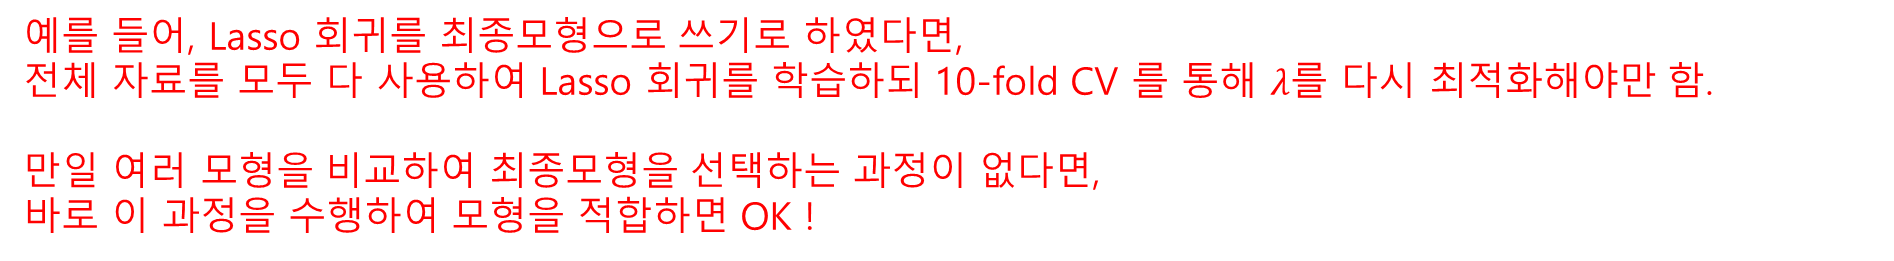 예를 들어, Lasso 회귀를 최종모형으로 쓰기로 하였다면,
전체 자료를 모두 다 사용하여 Lasso 회귀를 학습하되 10-fold CV 를 통해 λ를 다시 최적화해야만 함.
만일 여러 모형을 비교하여 최종모형을 선택하는 과정이 없다면,
바로 이 과정을 수행하여 모형을 적합하면 OK !